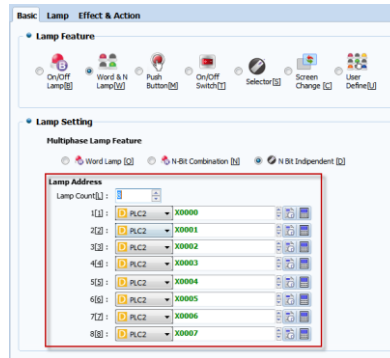 Basic Lamp Effect & Action
Lamp Feature
On/Off Lamp[B]
Word & N Lamp[W]
Push Button[M]
On/Off Switch[T]
Selector[S]
Screen Change [C]
User Define[U]
Lamp Setting
Multiphase Lamp Feature
Word Lamp [O] N-Bit Combination [N] N Bit Indipendent [D]
Lamp Address
Lamp Count[L] : 8
1[1] : PLC2 X0000
2[2] : PLC2 X0001
3[3] : PLC2 X0002
4[4] : PLC2 X0003
5[5] : PLC2 X0004
6[6] : PLC2 X0005
7[7] : PLC2 X0006
8[8] : PLC2 X0007